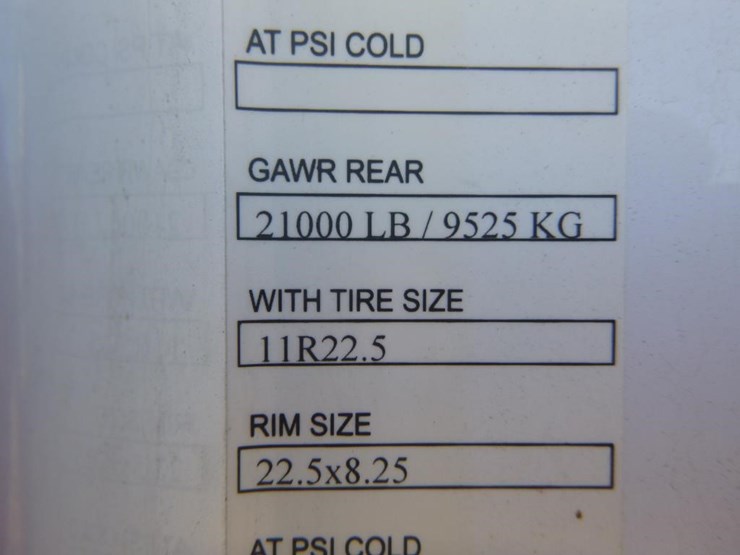 AT PSI COLD
GAWR REAR
21000 LB / 9525 KG
WITH TIRE SIZE
11R22.5
RIM SIZE
22.5x8.25
AT PSI COLD